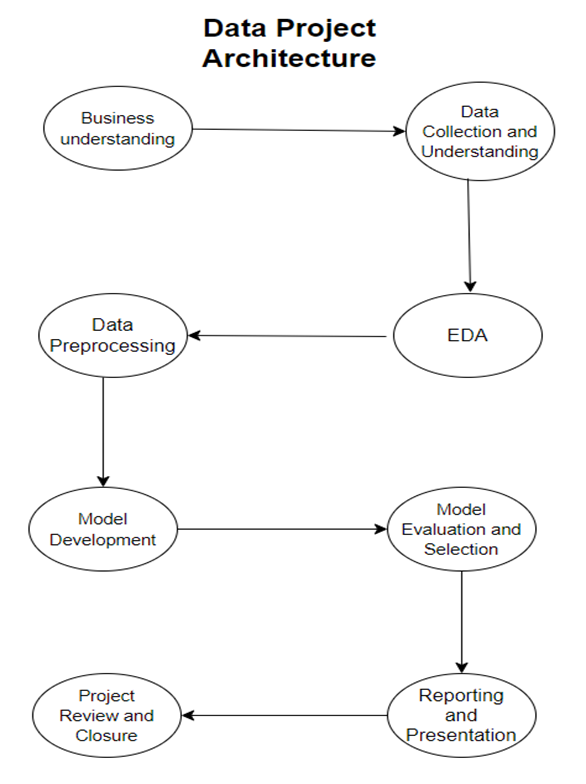 Data Project
Architecture
Business
understanding
Data
Collection and
Understanding
EDA
Data
Preprocessing
Model
Development
Model
Evaluation and
Selection
Reporting
and
Presentation
Project
Review and
Closure